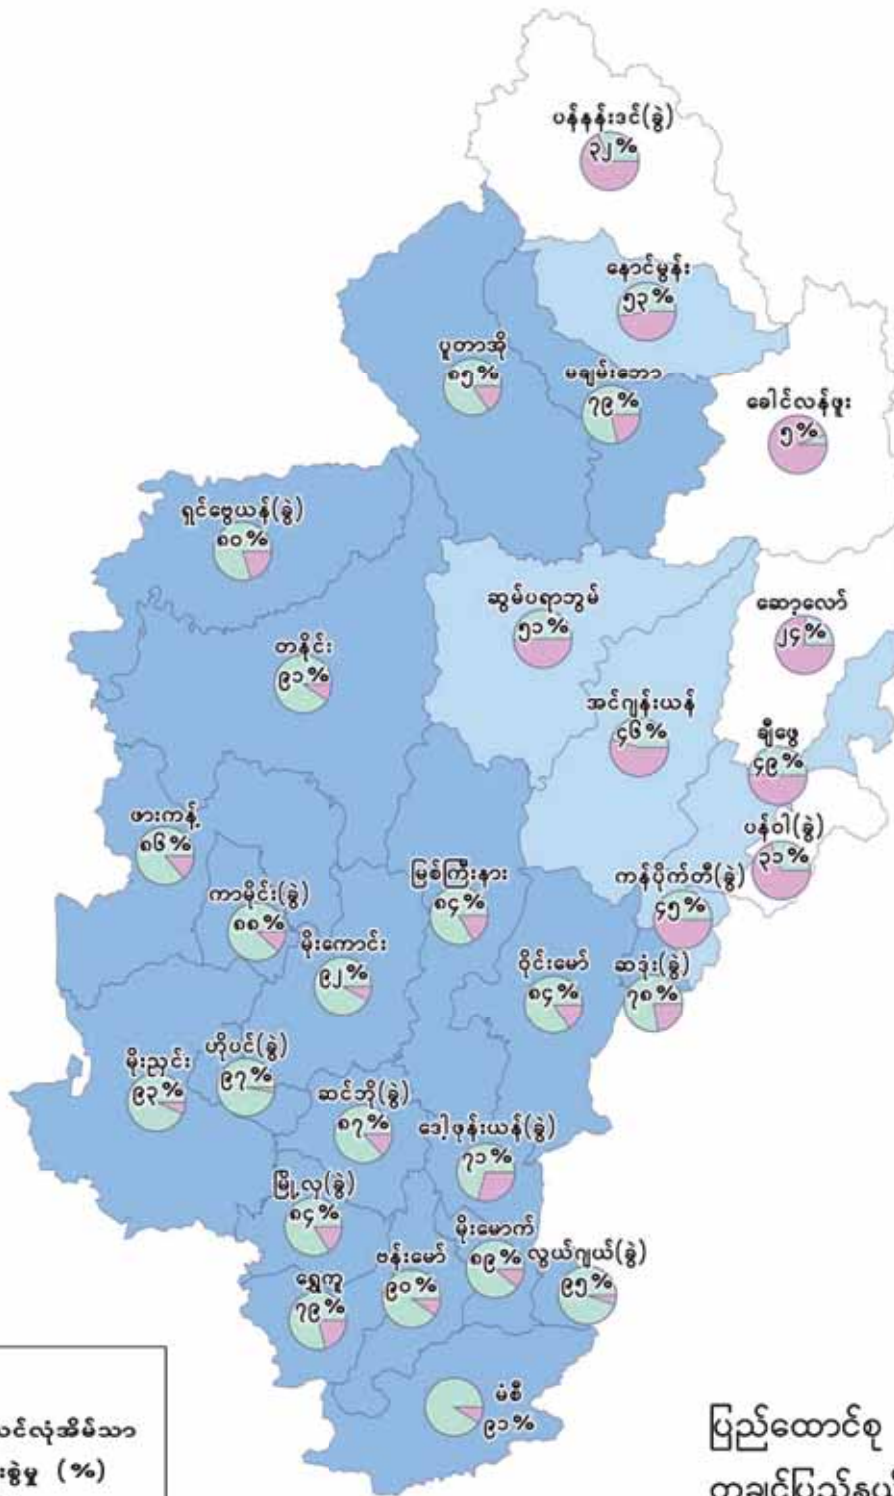 ပန်နန်းဒင်(ခွဲ)
၃၂%
နောင်မွန်း
၅၃%
ပူတာအို
၈၅%
မချမ်းဘော
၇၉%
ခေါင်လန်ဖူး
၅%
ရှင်ဗွေယန်(ခွဲ)
၈၀%
ဆွမ်ပရာဘွမ်
၅၁%
ဆော့လော်
၂၄%
တနိုင်း
၉၁%
အင်ဂျန်းယန်
၄၆%
ချီဖွေ
၄၉%
ဖားကန့်
၈၆%
ပန်ဝါ(ခွဲ)
၃၁%
မြစ်ကြီးနား
၈၄%
ကန်ပိုက်တီ(ခွဲ)
၄၅%
ကာမိုင်း(ခွဲ)
၈၈%
မိုးကောင်း
၉၂%
ဝိုင်းမော်
၈၄%
ဆဒုံး(ခွဲ)
၇၈%
မိုးညှင်း
၉၃%
ဟိုပင်(ခွဲ)
၉၇%
ဆင်ဘို(ခွဲ)
၈၇%
ဒေါ့ဖုန်းယန်(ခွဲ)
၇၁%
မြို့လှ(ခွဲ)
၈၄%
မိုးမောက်
၈၉%
လွယ်ဂျယ်(ခွဲ)
၉၅%
ဗန်းမော်
၉၀%
ရွှေကူ
၇၉%
မံစီ
၉၁%
(%)
ပြည်ထောင်စု